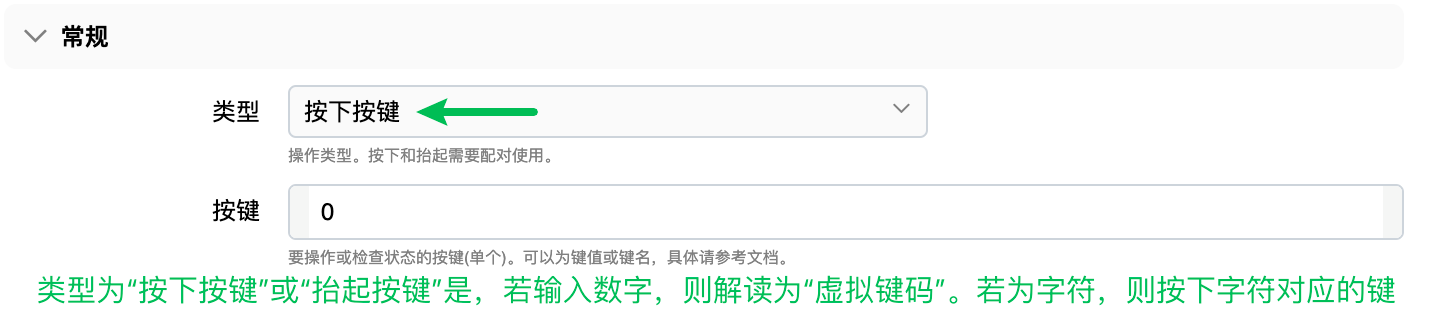 常规
类型
按下按键
操作类型。按下和抬起需要配对使用。
按键
0
要操作或检查状态的按键(单个)。可以为键值或键名，具体请参考文档。
类型为“按下按键”或“抬起按键”是，若输入数字，则解读为“虚拟键码”。若为字符，则按下字符对应的键